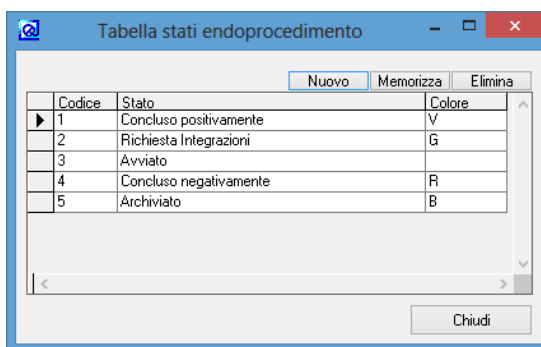 Tabella stati endoprocedimento
Nuovo Memorizza Elimina
Codice Stato Colore
1 Concluso positivamente V
2 Richiesta Integrazioni G
3 Avviato
4 Concluso negativamente R
5 Archiviato B
Chiudi